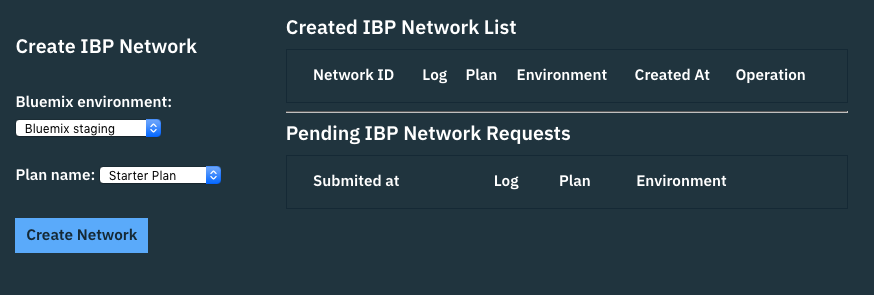 Create IBP Network
Bluemix environment:
Bluemix staging
Plan name: Starter Plan
Create Network
Created IBP Network List
Network ID Log Plan Environment Created At Operation
Pending IBP Network Requests
Submited at Log Plan Environment